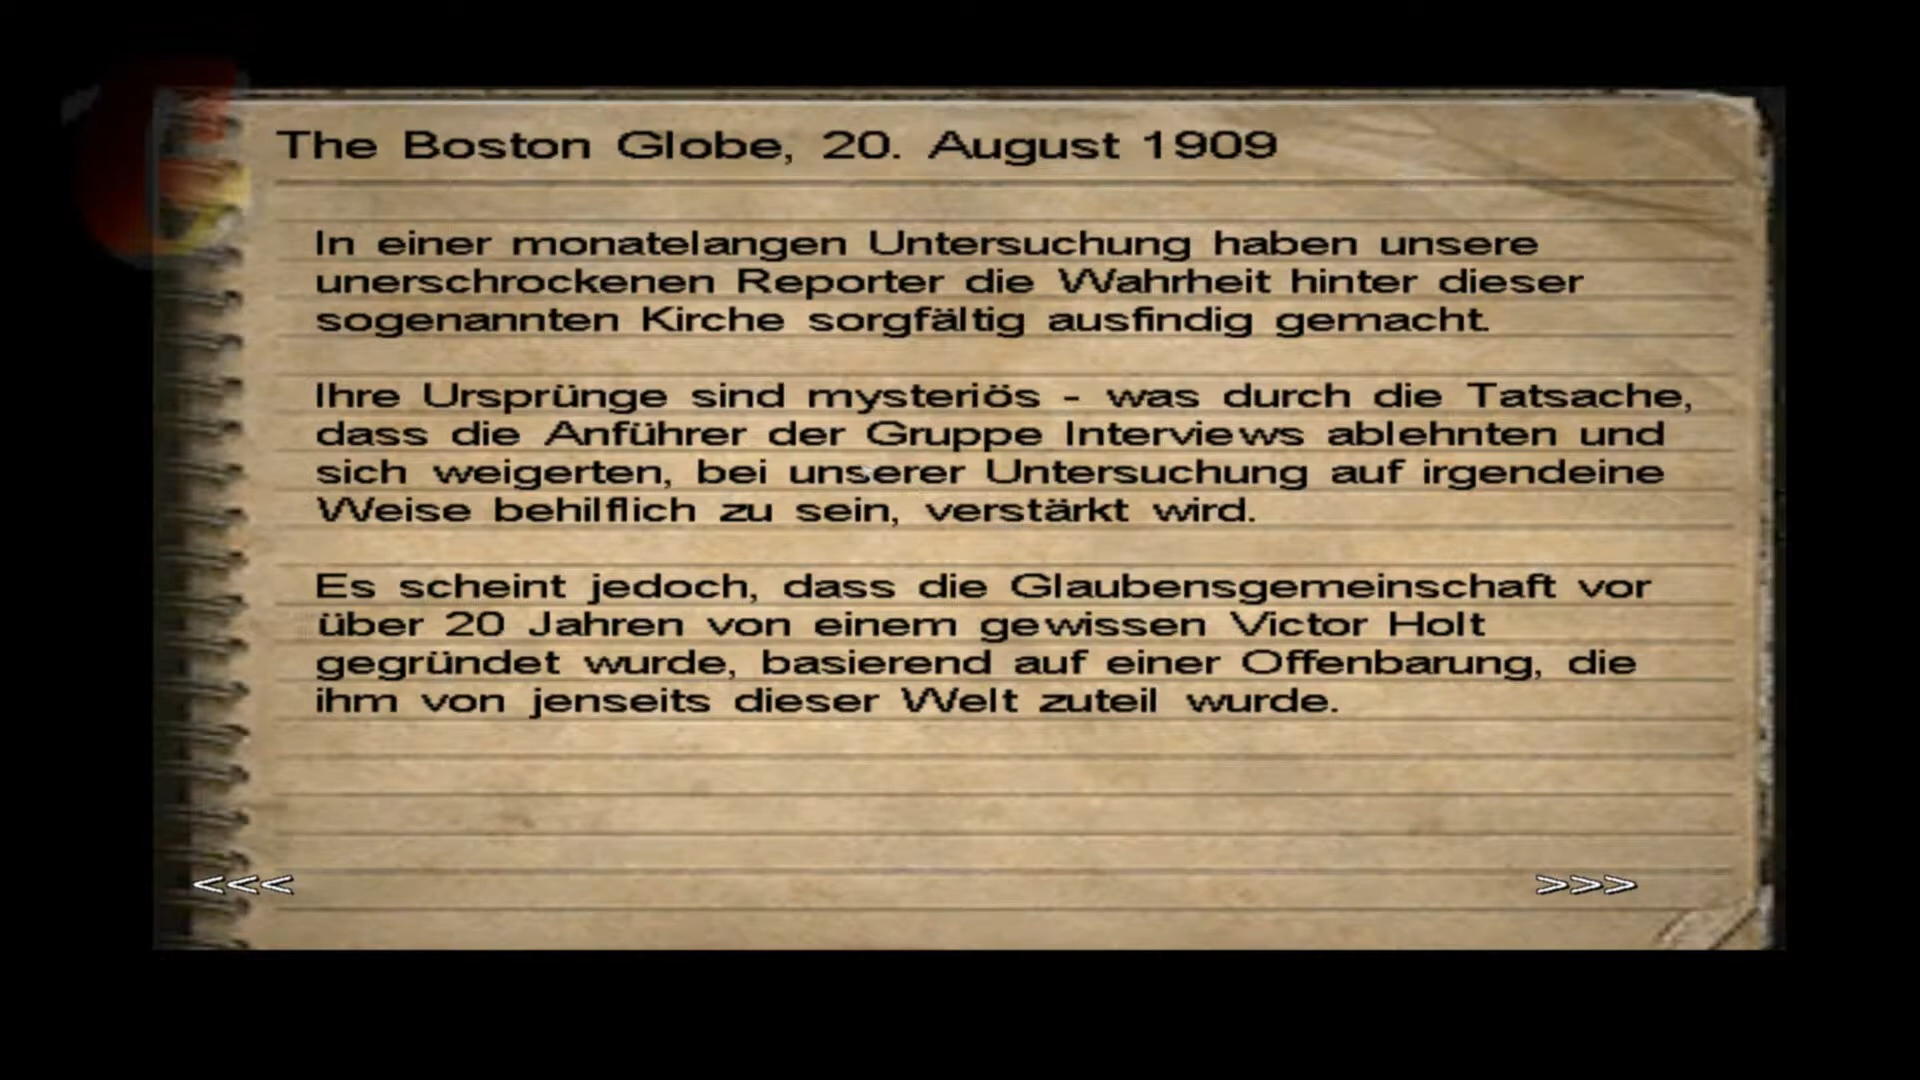 The Boston Globe, 20. August 1909
In einer monatelangen Untersuchung haben unsere
unerschrockenen Reporter die Wahrheit hinter dieser
sogenannten Kirche sorgfältig ausfindig gemacht.
Ihre Ursprünge sind mysteriös - was durch die Tatsache,
dass die Anführer der Gruppe Interviews ablehnten und
sich weigerten, bei unserer Untersuchung auf irgendeine
Weise behilflich zu sein, verstärkt wird.
Es scheint jedoch, dass die Glaubensgemeinschaft vor
über 20 Jahren von einem gewissen Victor Holt
gegründet wurde, basierend auf einer Offenbarung, die
ihm von jenseits dieser Welt zuteil wurde.
<<< >>>